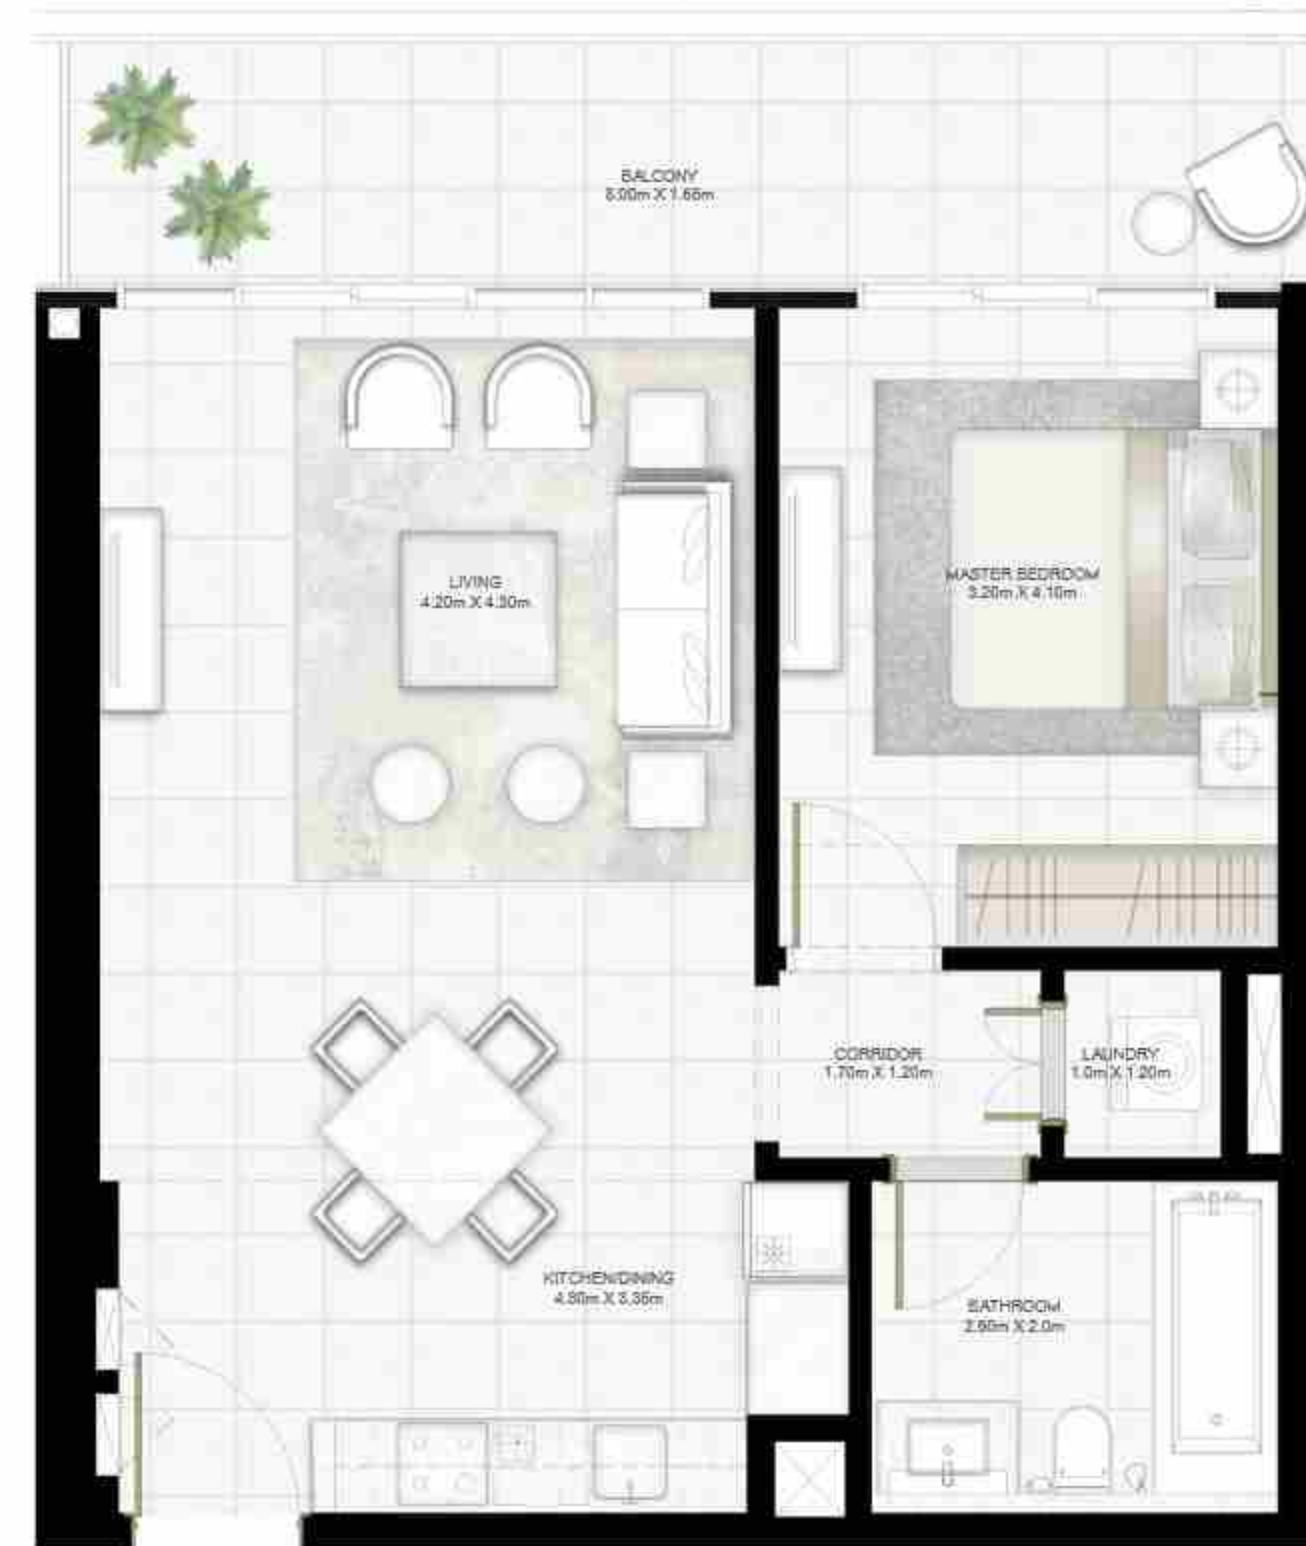 BALCONY
8.00m X 1.65m
LIVING
4.20m X 4.30m
MASTER BEDROOM
3.20m X 4.10m
CORRIDOR
1.70m X 1.20m
LAUNDRY
1.0m X 1.20m
KITCHEN/DINING
4.80m X 3.35m
BATHROOM
2.60m X 2.0m